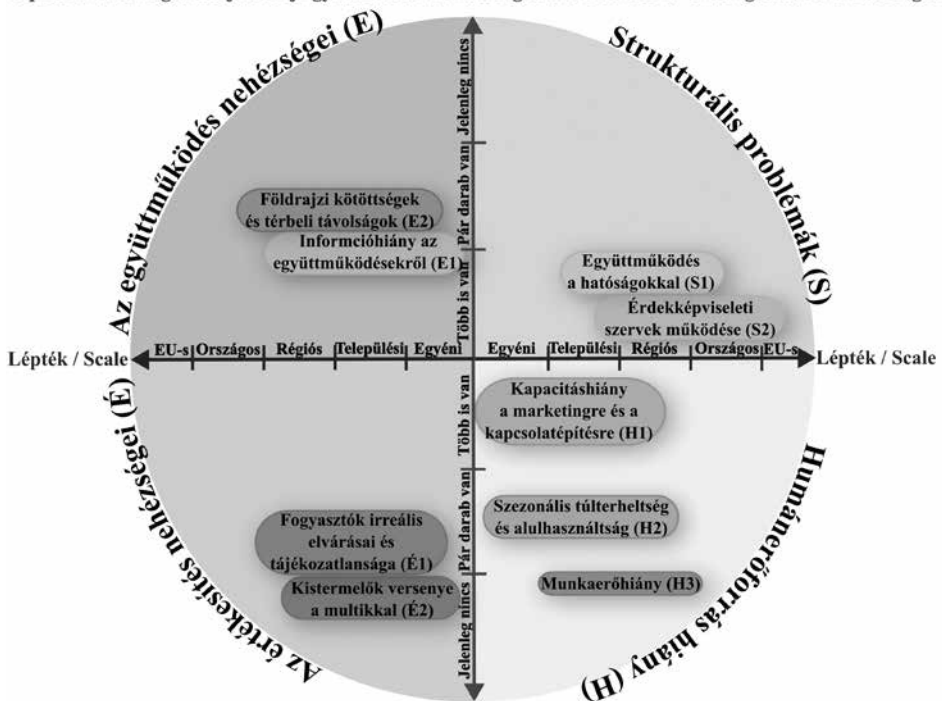 Az együttműködés nehézségei (E)
Strukturális problémák (S)
Jelenleg nincs
Pár darab van
Több is van
Földrajzi kötöttségek
és térbeli távolságok (E2)
Informcióhiány az
együttműködésekről (E1)
Együttműködés
a hatóságokkal (S1)
Érdekképviseleti
szervek működése (S2)
Lépték / Scale
EU-s
Országos
Régiós
Települési
Egyéni
Egyéni
Települési
Régiós
Országos
EU-s
Lépték / Scale
Több is van
Pár darab van
Jelenleg nincs
Kapacitáshiány
a marketingre és a
kapcsolatépítésre (H1)
Szezonális túlterheltség
és alulhasználtság (H2)
Munkaerőhiány (H3)
Fogyasztók irreális
elvárásai és
tájékozatlansága (É1)
Kistermelők versenye
a multikkal (É2)
Az értékesítés nehézségei (É)
Humánerőforrás hiány (H)